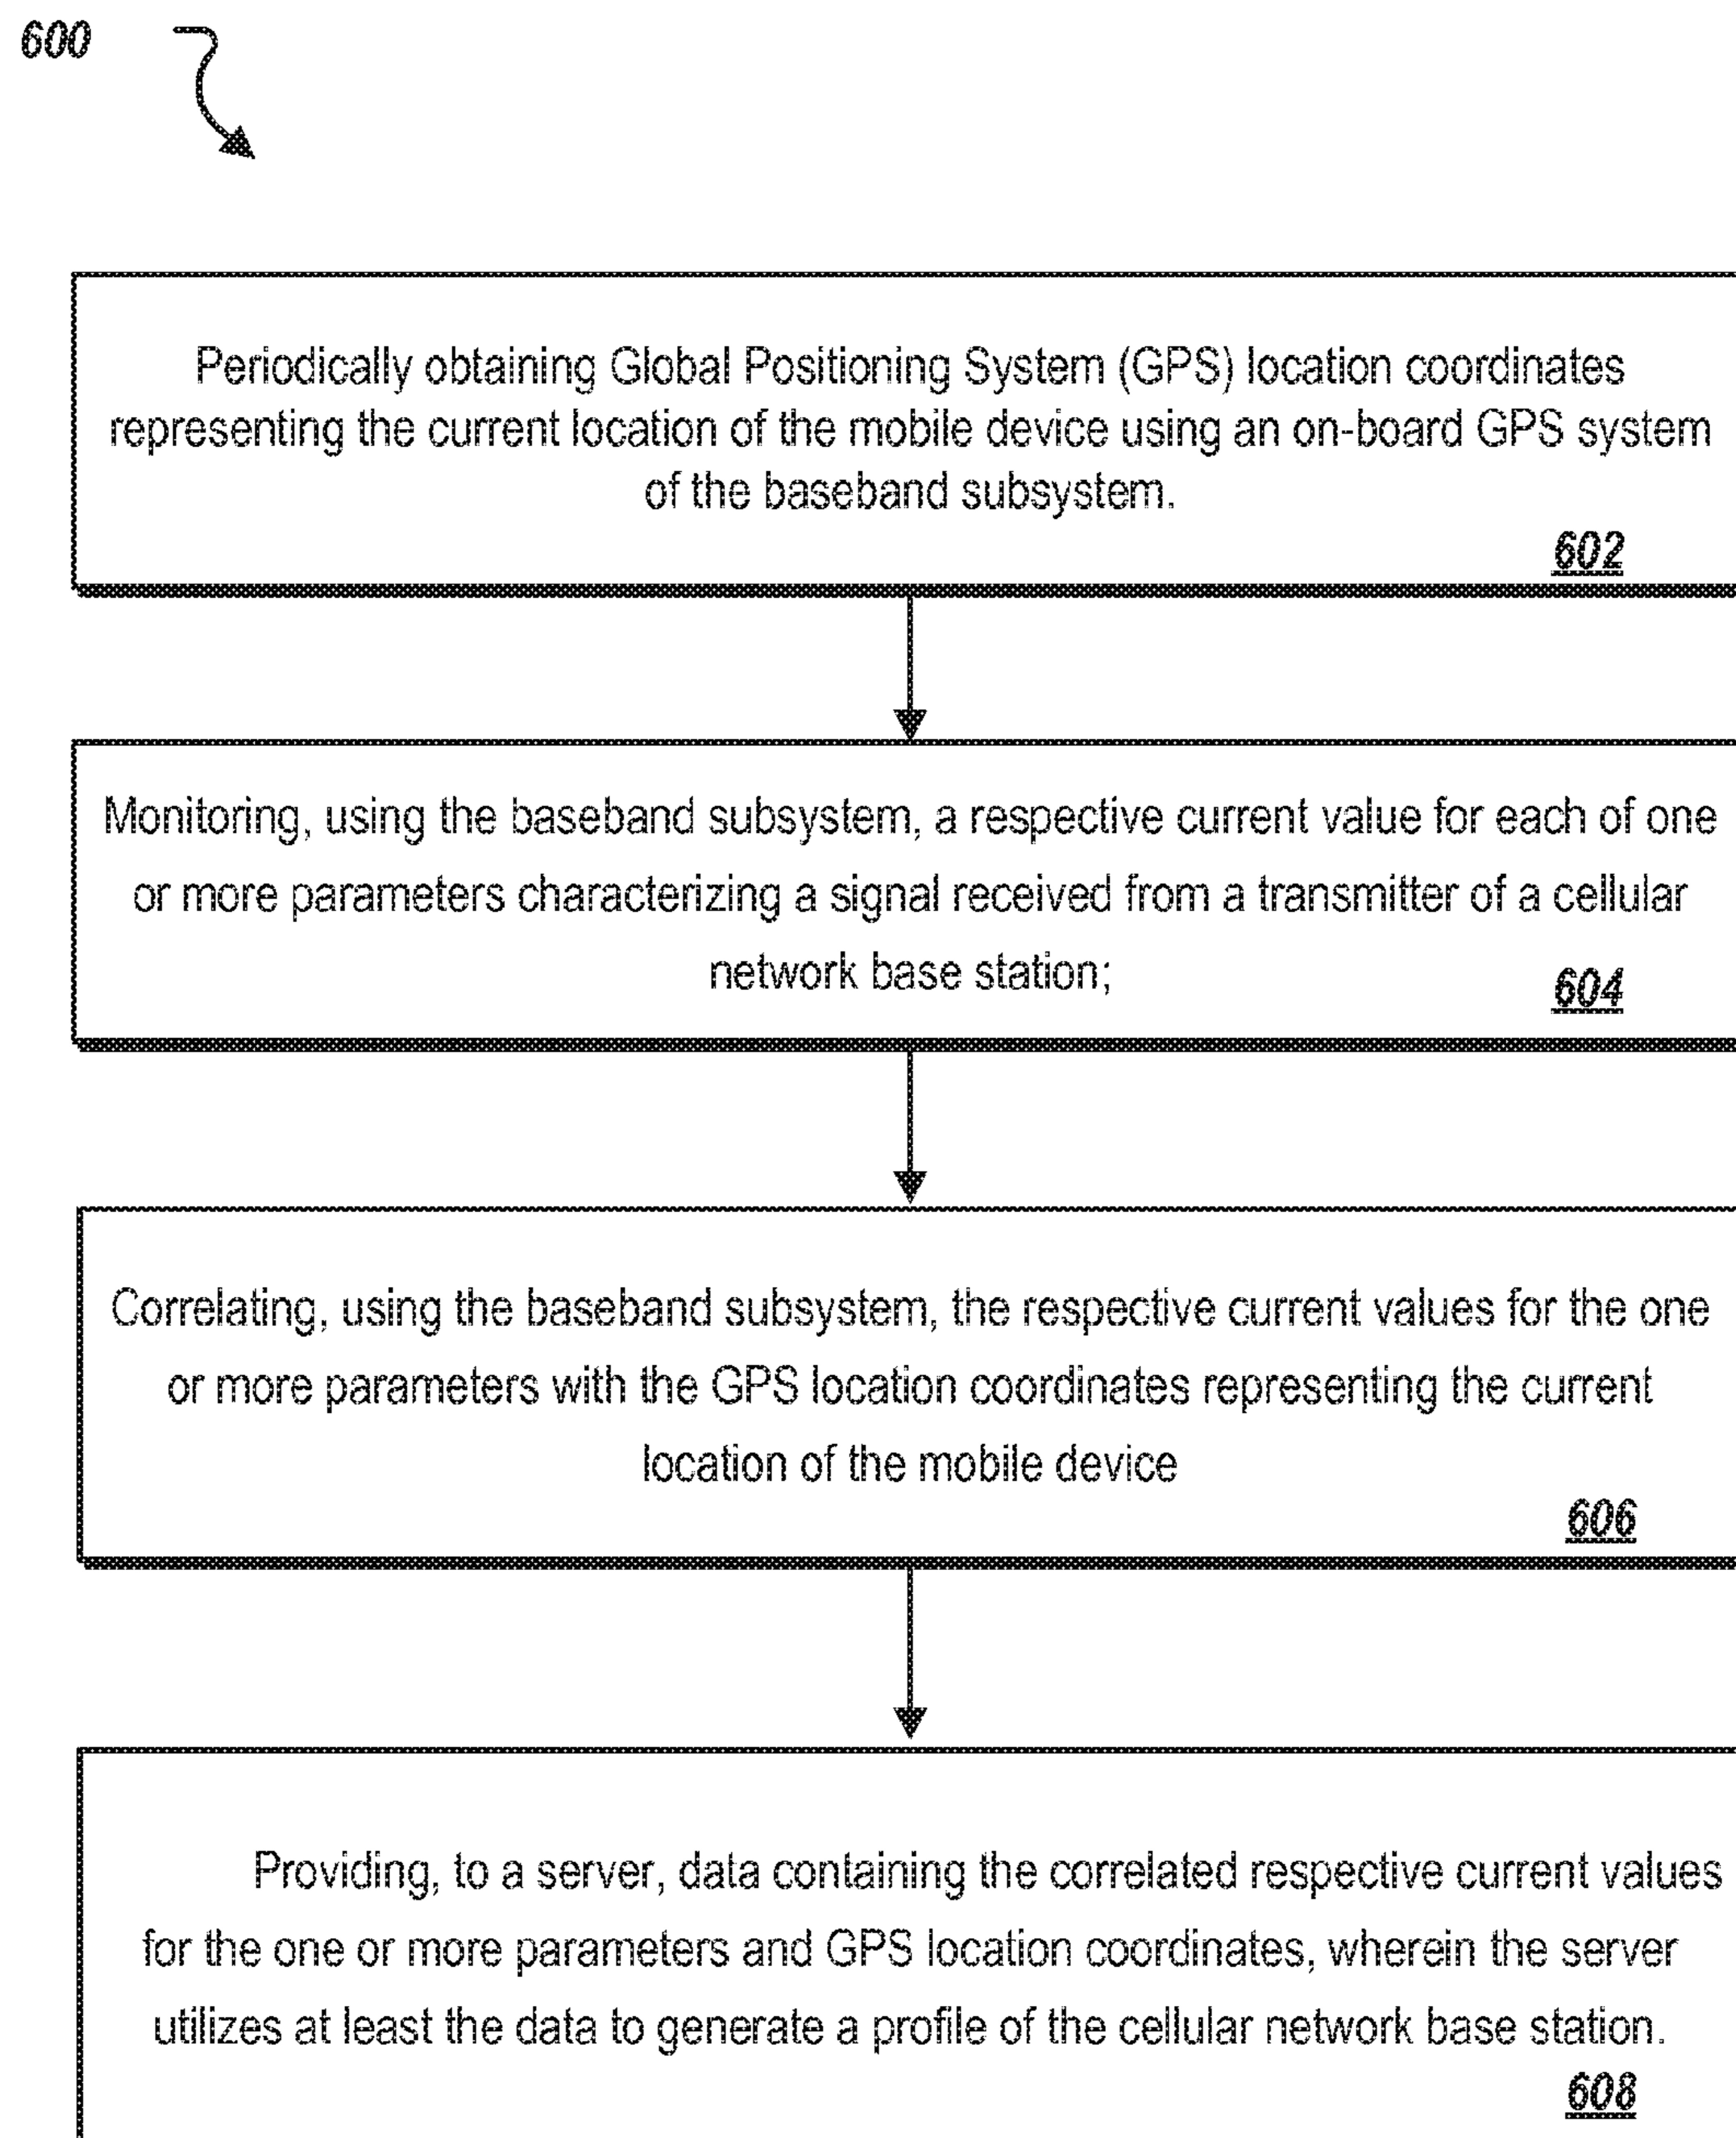 600
Periodically obtaining Global Positioning System (GPS) location coordinates
representing the current location of the mobile device using an on-board GPS system
of the baseband subsystem.
602
Monitoring, using the baseband subsystem, a respective current value for each of one
or more parameters characterizing a signal received from a transmitter of a cellular
network base station;
604
Correlating, using the baseband subsystem, the respective current values for the one
or more parameters with the GPS location coordinates representing the current
location of the mobile device
606
Providing, to a server, data containing the correlated respective current values
for the one or more parameters and GPS location coordinates, wherein the server
utilizes at least the data to generate a profile of the cellular network base station.
608